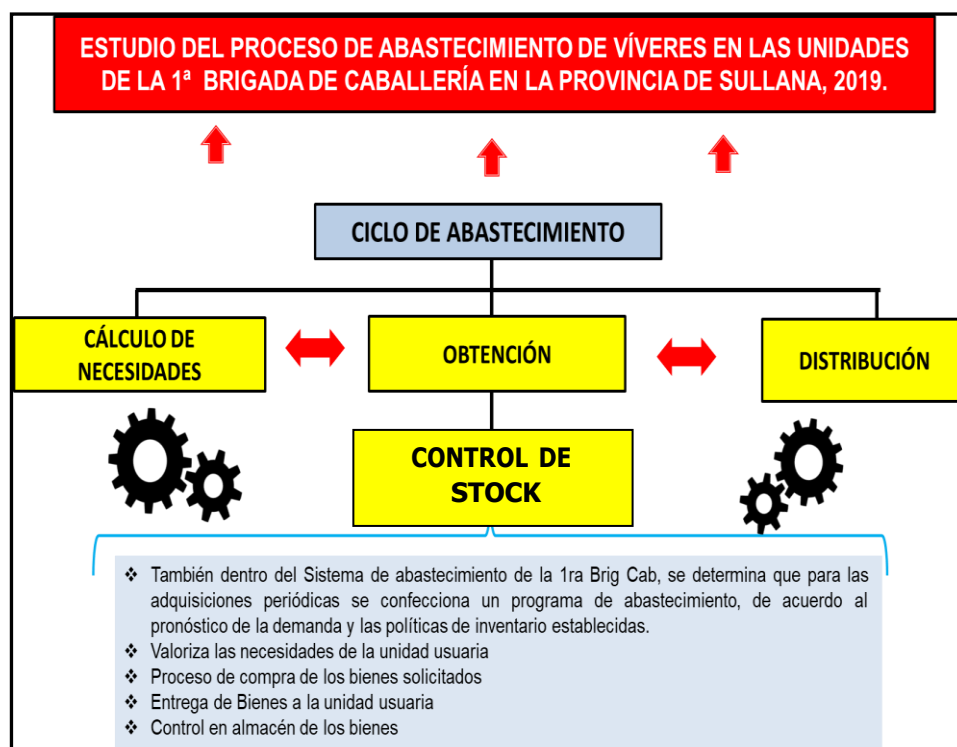 ESTUDIO DEL PROCESO DE ABASTECIMIENTO DE VÍVERES EN LAS UNIDADES
DE LA 1ª BRIGADA DE CABALLERÍA EN LA PROVINCIA DE SULLANA, 2019.
CICLO DE ABASTECIMIENTO
CÁLCULO DE
NECESIDADES
OBTENCIÓN
DISTRIBUCIÓN
CONTROL DE
STOCK
❖ También dentro del Sistema de abastecimiento de la 1ra Brig Cab, se determina que para las
adquisiciones periódicas se confecciona un programa de abastecimiento, de acuerdo al
pronóstico de la demanda y las políticas de inventario establecidas.
❖ Valoriza las necesidades de la unidad usuaria
❖ Proceso de compra de los bienes solicitados
❖ Entrega de Bienes a la unidad usuaria
❖ Control en almacén de los bienes